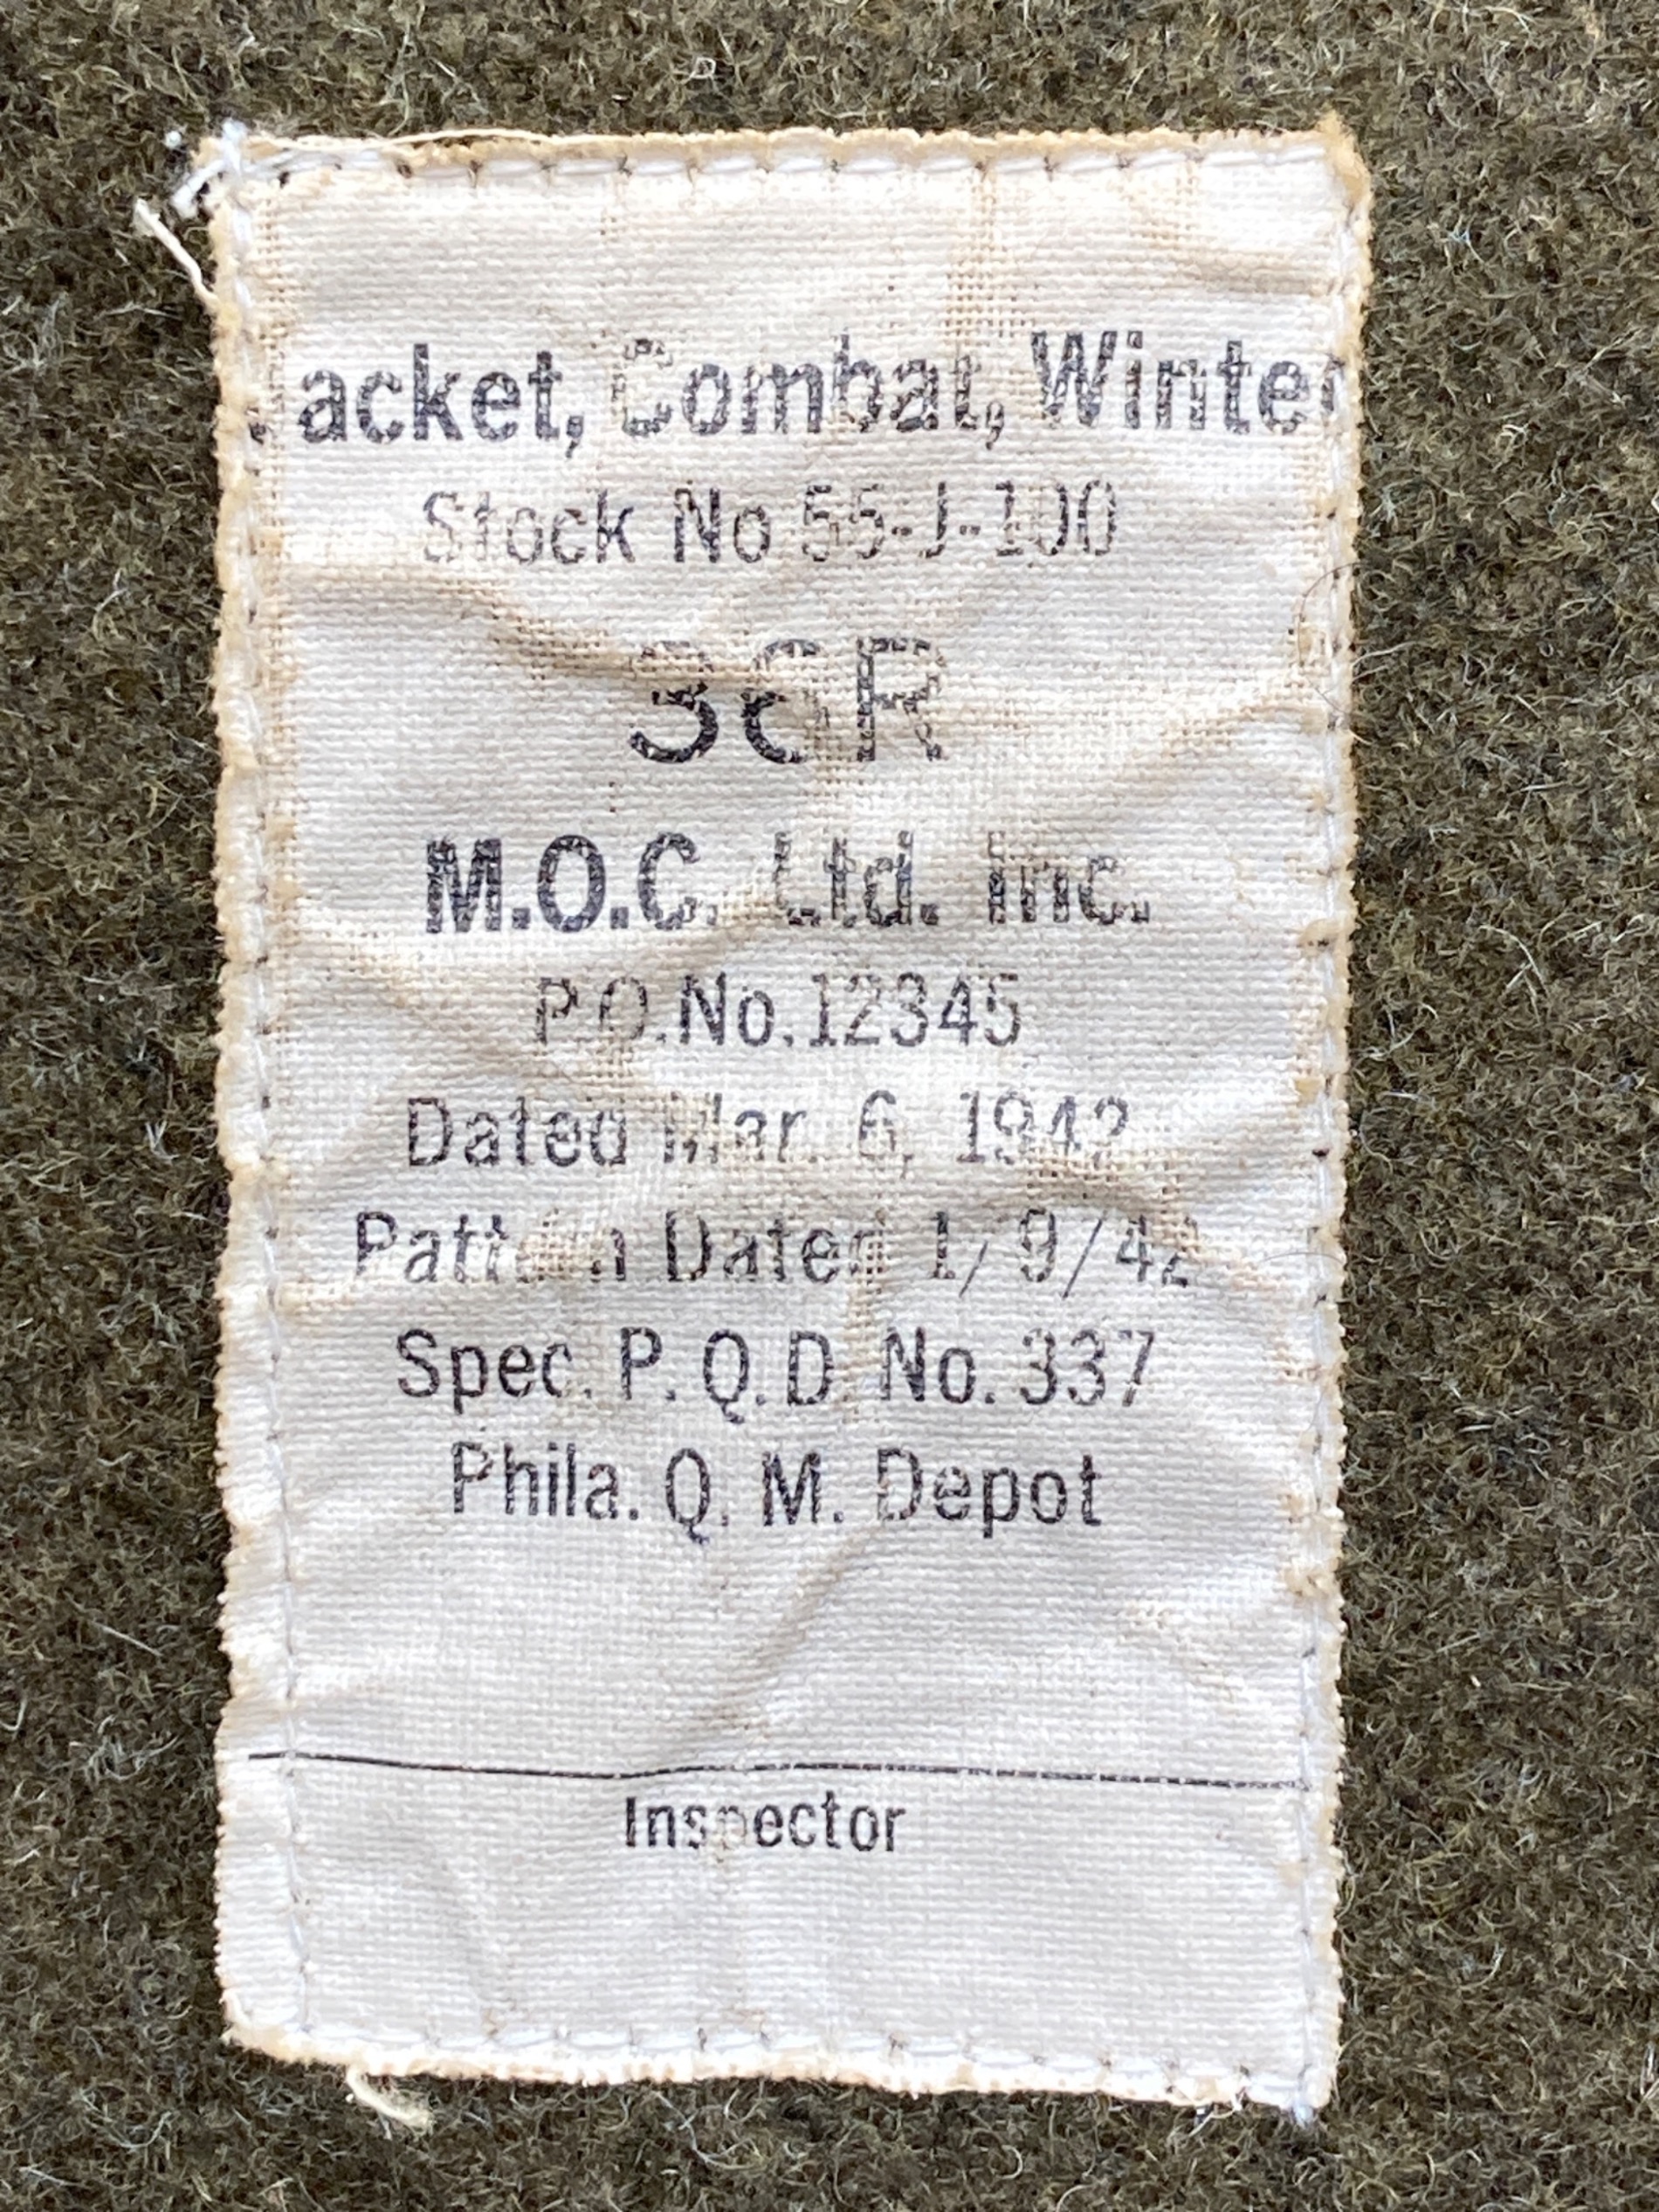 Jacket, Combat, Winter
Stock No 55-J-100
36R
M.O.C. Ltd. Inc.
P.O.No.12345
Dated Mar. 6, 1942
Pattern Dated 1/9/42
Spec. P.Q.D. No. 337
Phila. Q. M. Depot
Inspector